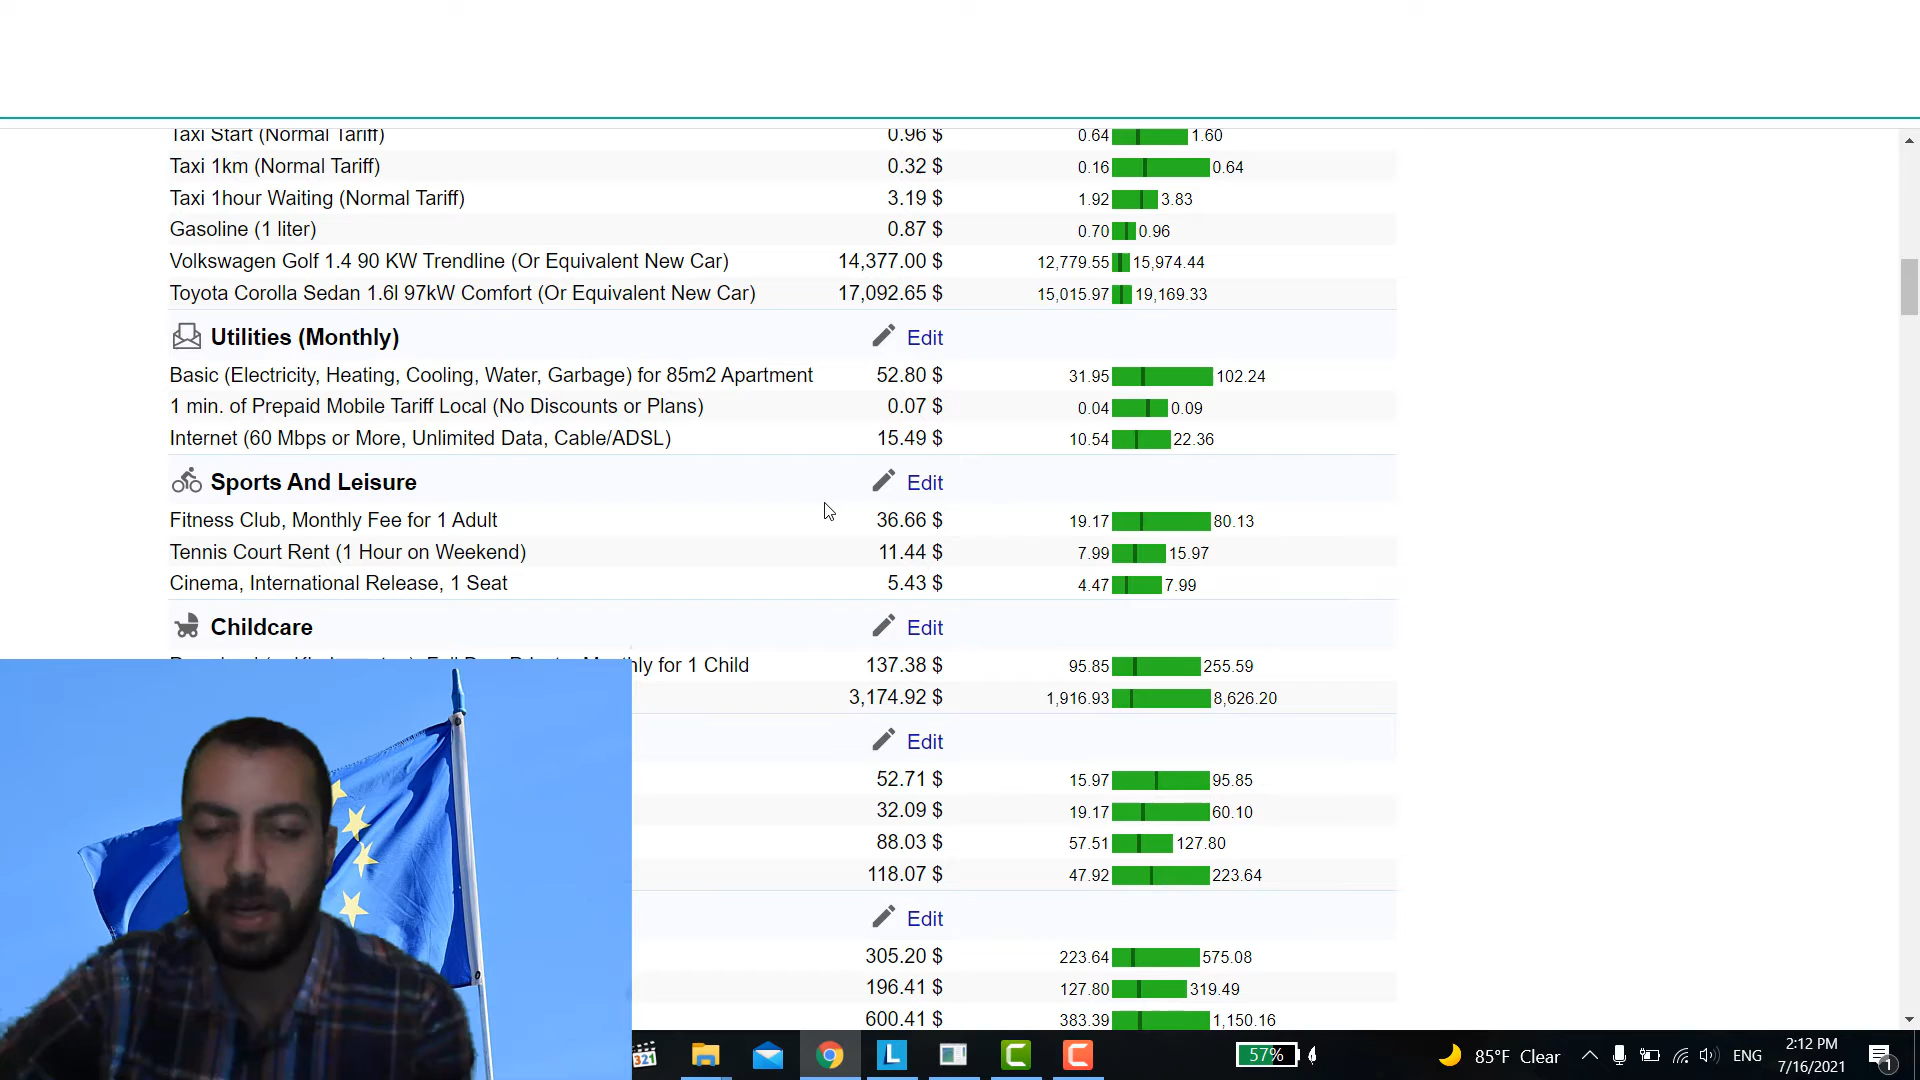 Taxi Start (Normal Tariff) 0.96 $ 0.64 1.60
Taxi 1km (Normal Tariff) 0.32 $ 0.16 0.64
Taxi 1hour Waiting (Normal Tariff) 3.19 $ 1.92 3.83
Gasoline (1 liter) 0.87 $ 0.70 0.96
Volkswagen Golf 1.4 90 KW Trendline (Or Equivalent New Car) 14,377.00 $ 12,779.55 15,974.44
Toyota Corolla Sedan 1.6l 97kW Comfort (Or Equivalent New Car) 17,092.65 $ 15,015.97 19,169.33
Utilities (Monthly) Edit
Basic (Electricity, Heating, Cooling, Water, Garbage) for 85m2 Apartment 52.80 $ 31.95 102.24
1 min. of Prepaid Mobile Tariff Local (No Discounts or Plans) 0.07 $ 0.04 0.09
Internet (60 Mbps or More, Unlimited Data, Cable/ADSL) 15.49 $ 10.54 22.36
Sports And Leisure Edit
Fitness Club, Monthly Fee for 1 Adult 36.66 $ 19.17 80.13
Tennis Court Rent (1 Hour on Weekend) 11.44 $ 7.99 15.97
Cinema, International Release, 1 Seat 5.43 $ 4.47 7.99
Childcare Edit
for 1 Child 137.38 $ 95.85 255.59
3,174.92 $ 1,916.93 8,626.20
Edit
52.71 $ 15.97 95.85
32.09 $ 19.17 60.10
88.03 $ 57.51 127.80
118.07 $ 47.92 223.64
Edit
305.20 $ 223.64 575.08
196.41 $ 127.80 319.49
600.41 $ 383.39 1,150.16
321 L C C 57% 85°F Clear ENG 2:12 PM
7/16/2021 1